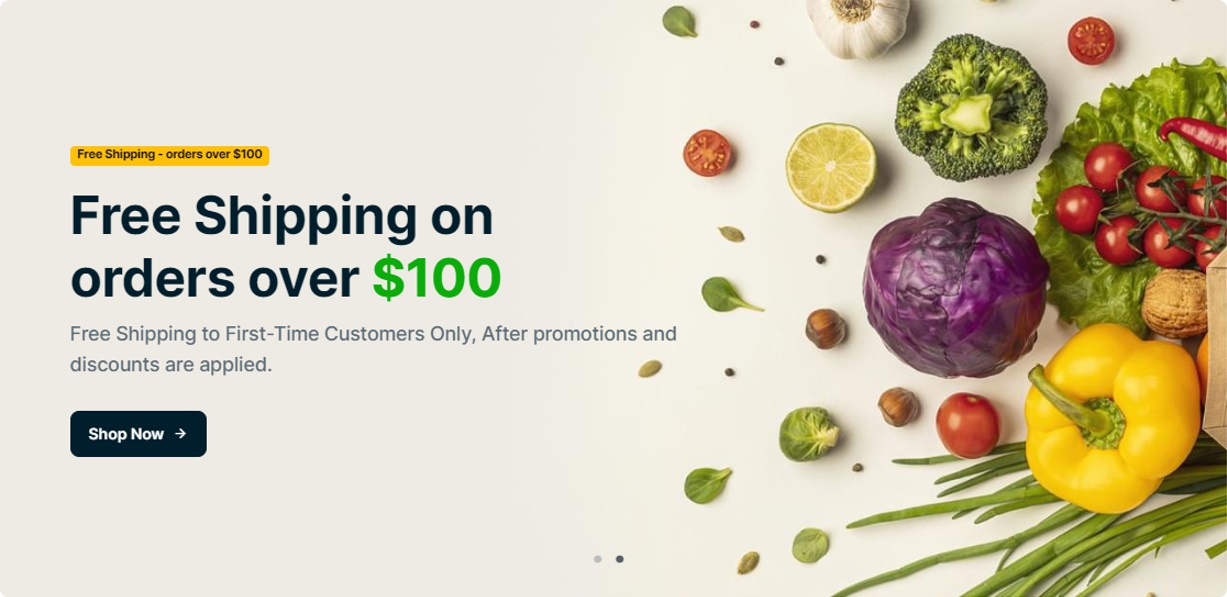 Free Shipping - orders over $100
Free Shipping on
orders over $100
Free Shipping to First-Time Customers Only, After promotions and
discounts are applied.
Shop Now →